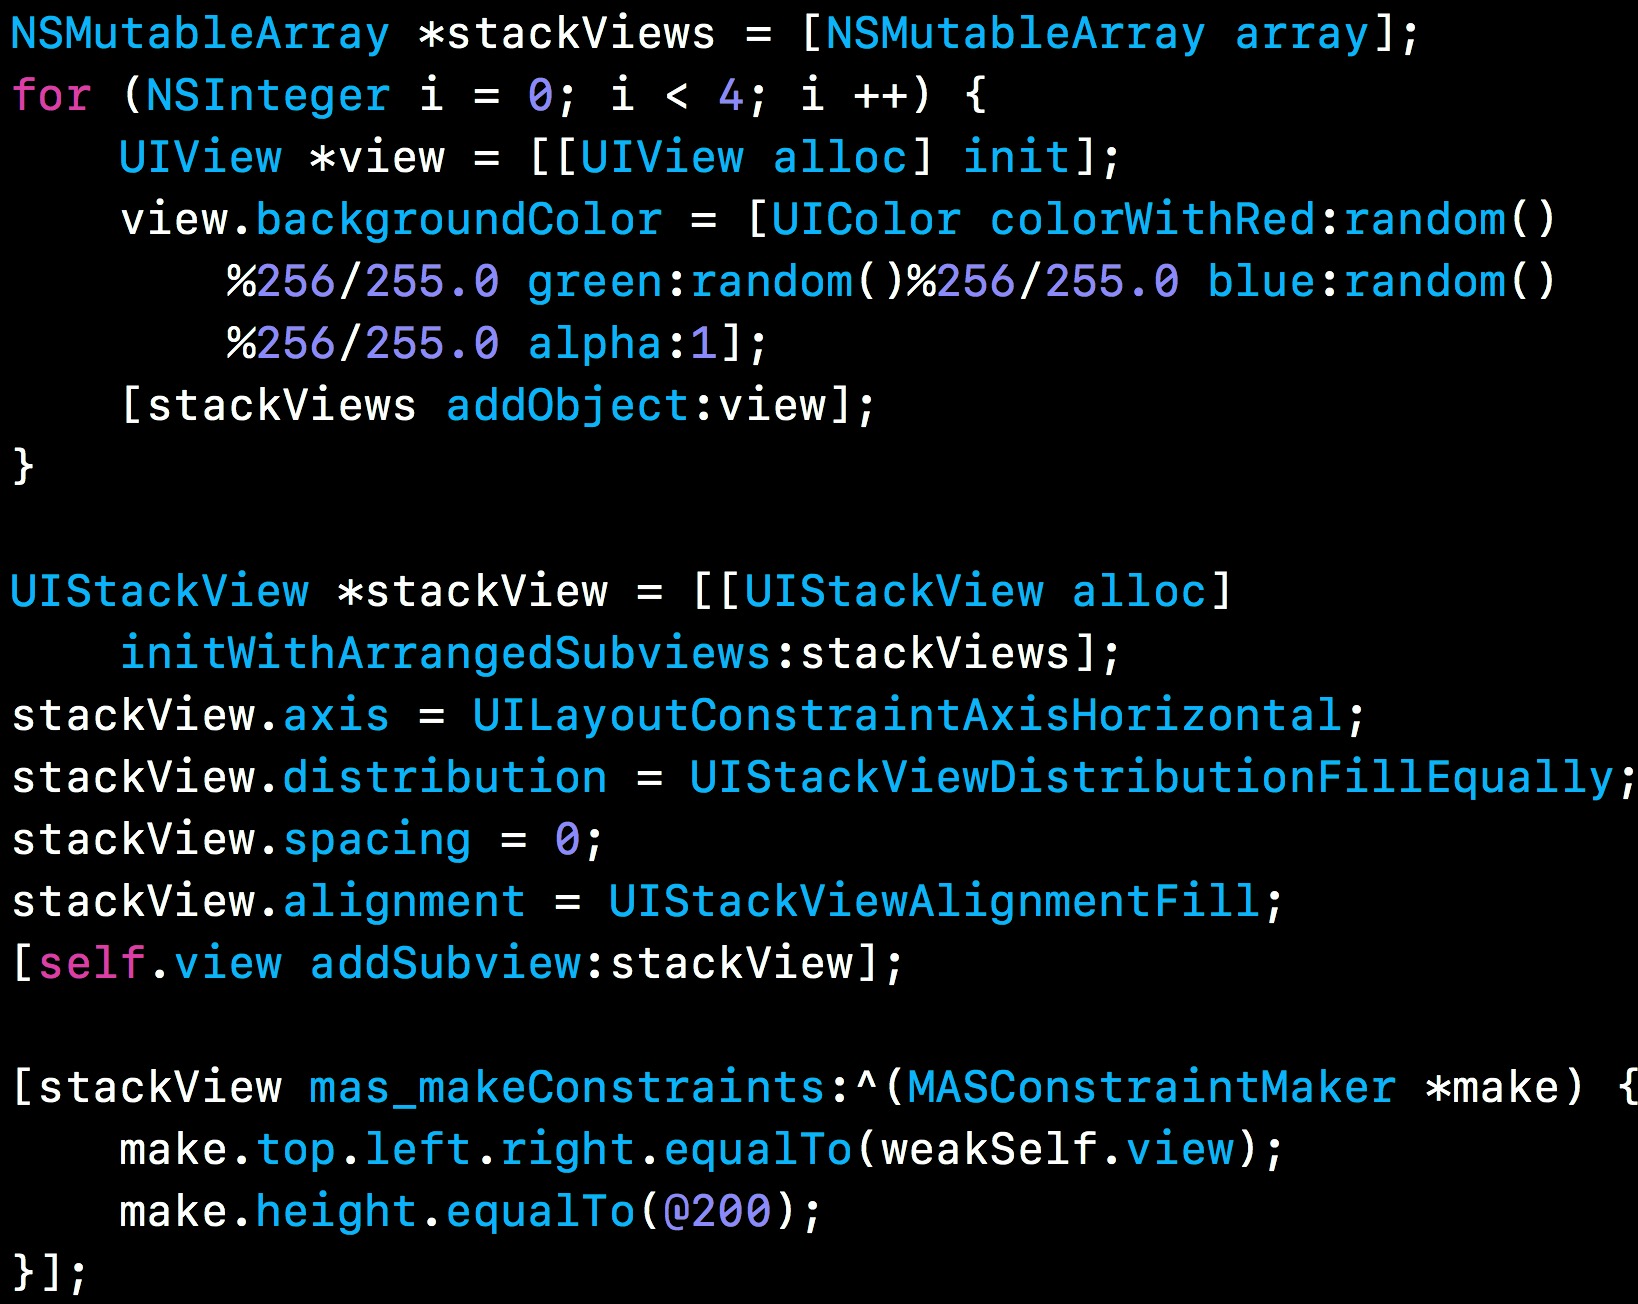 NSMutableArray *stackViews = [NSMutableArray array];
for (NSInteger i = 0; i < 4; i ++) {
    UIView *view = [[UIView alloc] init];
    view.backgroundColor = [UIColor colorWithRed:random()
        %256/255.0 green:random()%256/255.0 blue:random()
        %256/255.0 alpha:1];
    [stackViews addObject:view];
}

UIStackView *stackView = [[UIStackView alloc]
    initWithArrangedSubviews:stackViews];
stackView.axis = UILayoutConstraintAxisHorizontal;
stackView.distribution = UIStackViewDistributionFillEqually;
stackView.spacing = 0;
stackView.alignment = UIStackViewAlignmentFill;
[self.view addSubview:stackView];

[stackView mas_makeConstraints:^(MASConstraintMaker *make) {
    make.top.left.right.equalTo(weakSelf.view);
    make.height.equalTo(@200);
}];